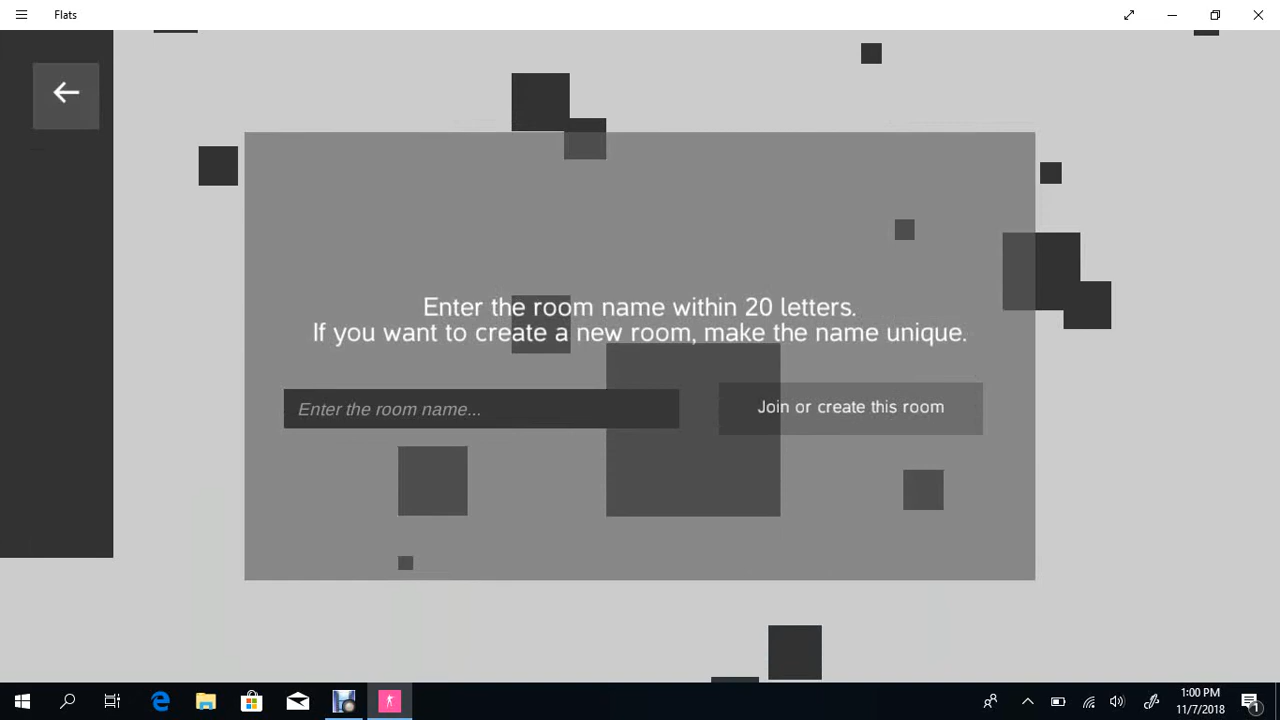 Flats
Enter the room name within 20 letters.
If you want to create a new room, make the name unique.
Enter the room name...
Join or create this room
1:00 PM
11/7/2018
1